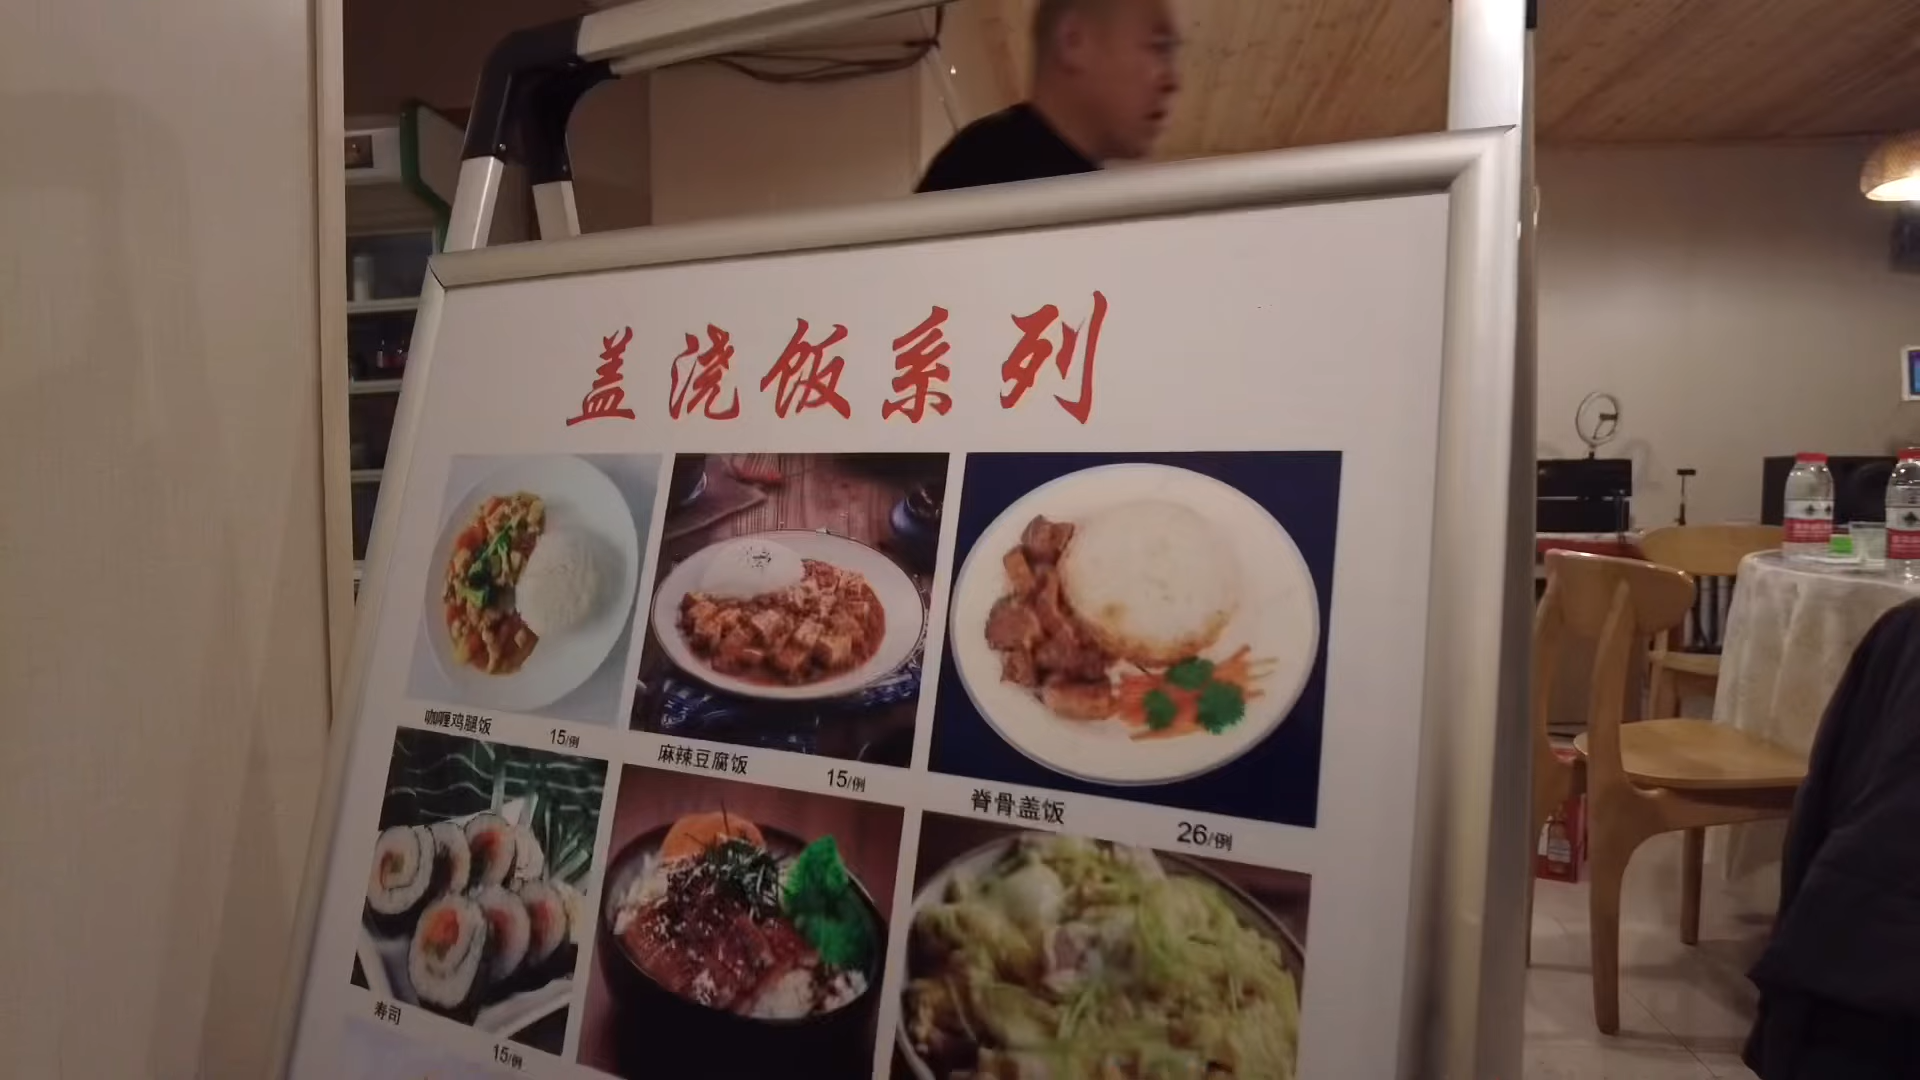 盖浇饭系列
咖喱鸡腿饭 15/例
麻辣豆腐饭 15/例
脊骨盖饭 26/例
寿司 15/例